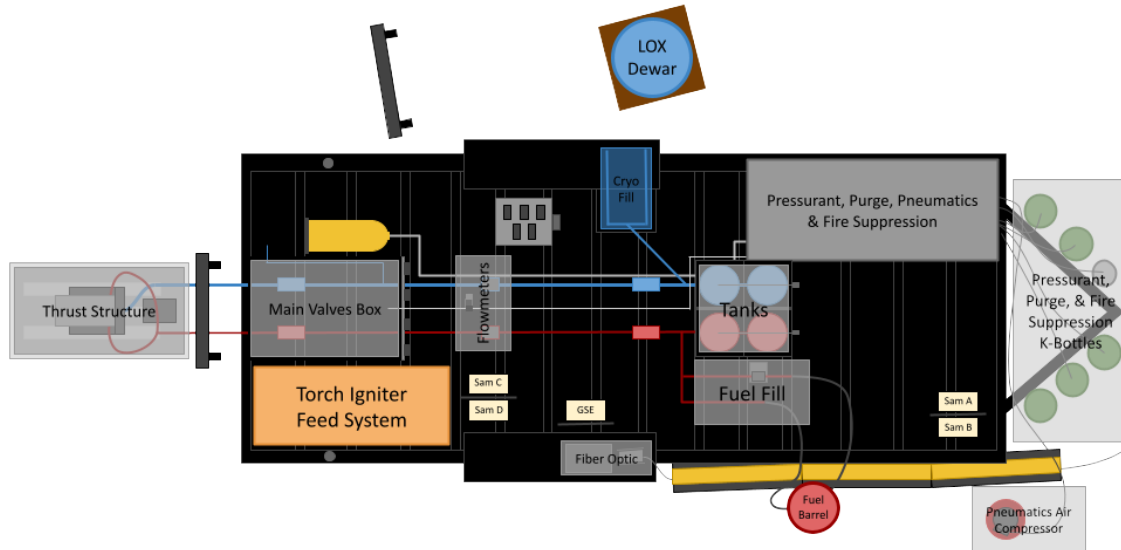 LOX
Dewar
Cryo
Fill
Pressurant, Purge, Pneumatics
& Fire Suppression
Pressurant,
Purge, & Fire
Suppression
K-Bottles
Thrust Structure
Main Valves Box
Flowmeters
Tanks
Torch Igniter
Feed System
Sam C
Sam D
GSE
Fuel Fill
Sam A
Sam B
Fiber Optic
Fuel
Barrel
Pneumatics Air
Compressor